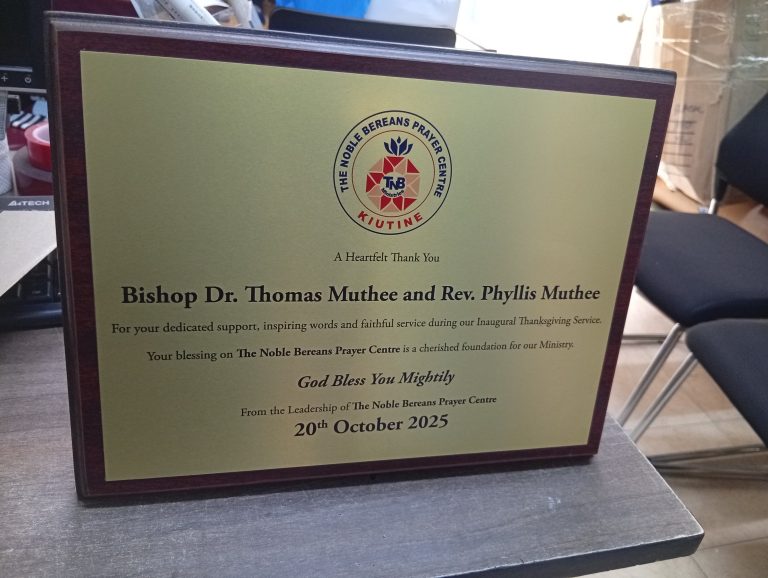 THE NOBLE BEREANS PRAYER CENTRE
TNB
KIUTINE
A Heartfelt Thank You
Bishop Dr. Thomas Muthee and Rev. Phyllis Muthee
For your dedicated support, inspiring words and faithful service during our Inaugural Thanksgiving Service.
Your blessing on The Noble Bereans Prayer Centre is a cherished foundation for our Ministry.
God Bless You Mightily
From the Leadership of The Noble Bereans Prayer Centre
20th October 2025
A4TECH